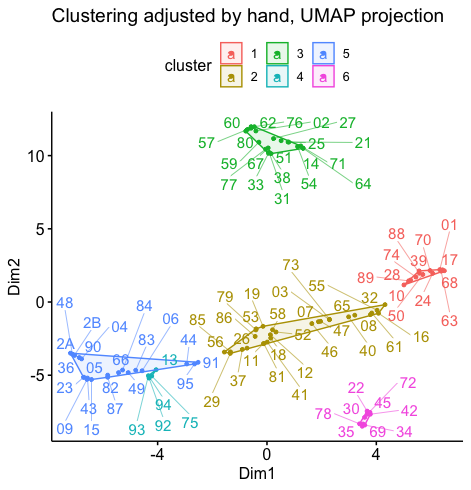 Clustering adjusted by hand, UMAP projection
cluster
a 1 a 3 a 5
a 2 a 4 a 6
Dim2
10
5
0
-5
60 62 76 02 27
57 80 25 21
59 67 51 14 71
77 33 38 54 64
31
01
88 70
74 39 17
89 28
10 24 68
50 63
73
55
79 19 03 32
85 86 53 58 07 65
56 26 52 47 08 16
11 18 46 40 61
37 81 12
29 41
48 84
2B 04 06
2A 90 83 44
36 05 66 13 91
23 82 49 95
09 43 87 94
15 93 92 75
22 72
30 45
78 42
35 69 34
-4 0 4
Dim1